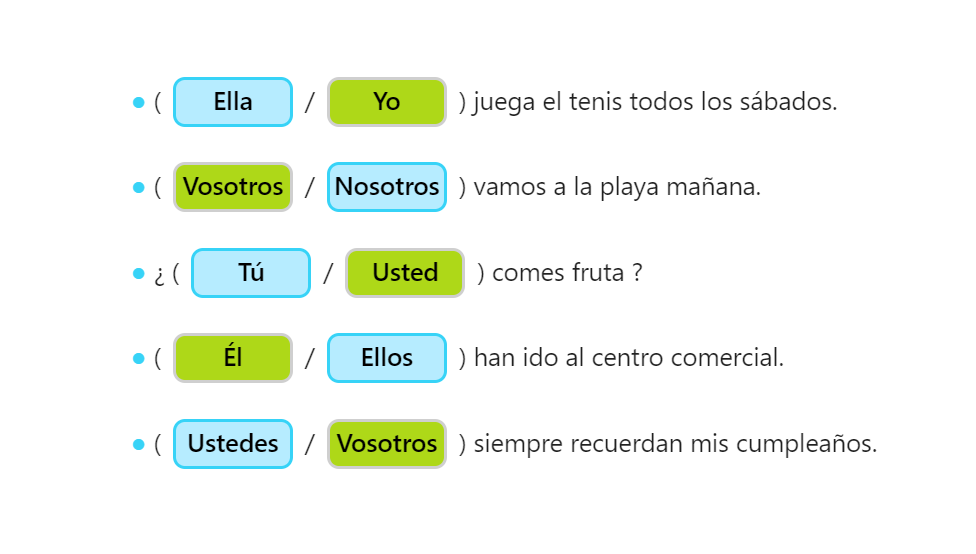 • ( Ella / Yo ) juega el tenis todos los sábados.
• ( Vosotros / Nosotros ) vamos a la playa mañana.
• ¿ ( Tú / Usted ) comes fruta ?
• ( Él / Ellos ) han ido al centro comercial.
• ( Ustedes / Vosotros ) siempre recuerdan mis cumpleaños.